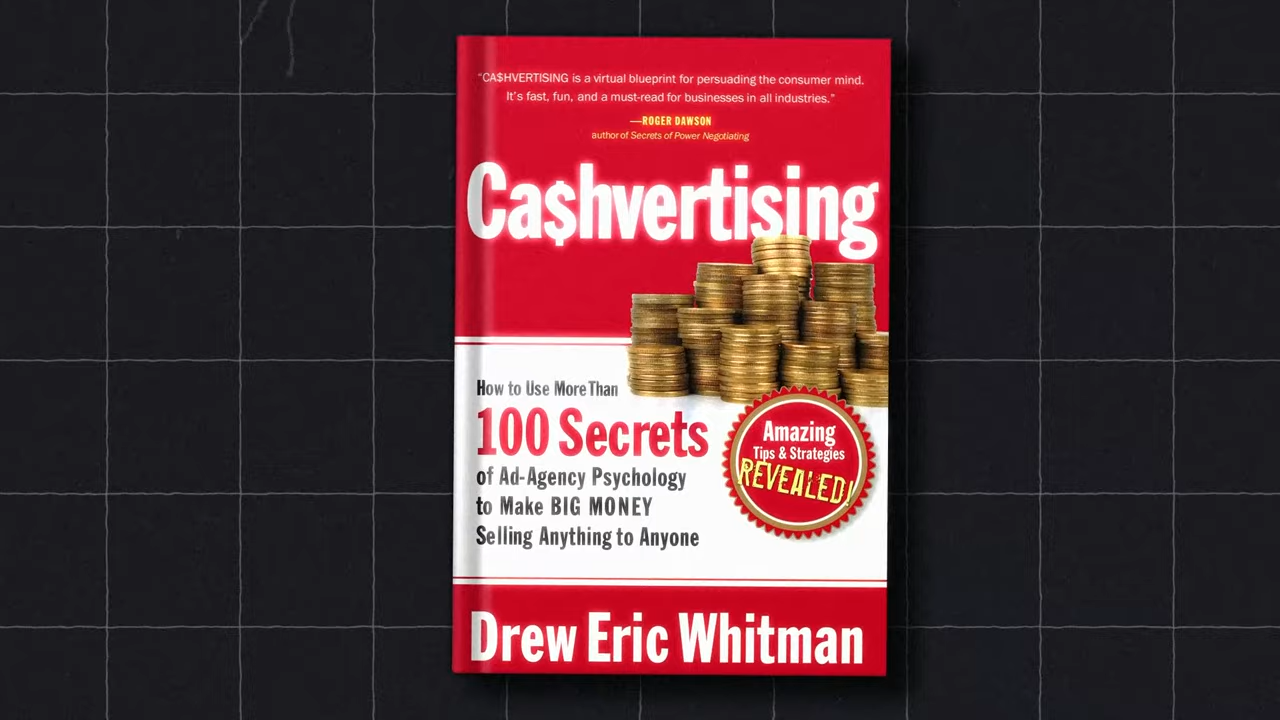 “CA$HVERTISING is a virtual blueprint for persuading the consumer mind.
It’s fast, fun, and a must-read for businesses in all industries.”
—ROGER DAWSON
author of Secrets of Power Negotiating
Ca$hvertising
How to Use More Than
100 Secrets
of Ad-Agency Psychology
to Make BIG MONEY
Selling Anything to Anyone
Amazing
Tips & Strategies
REVEALED!
Drew Eric Whitman